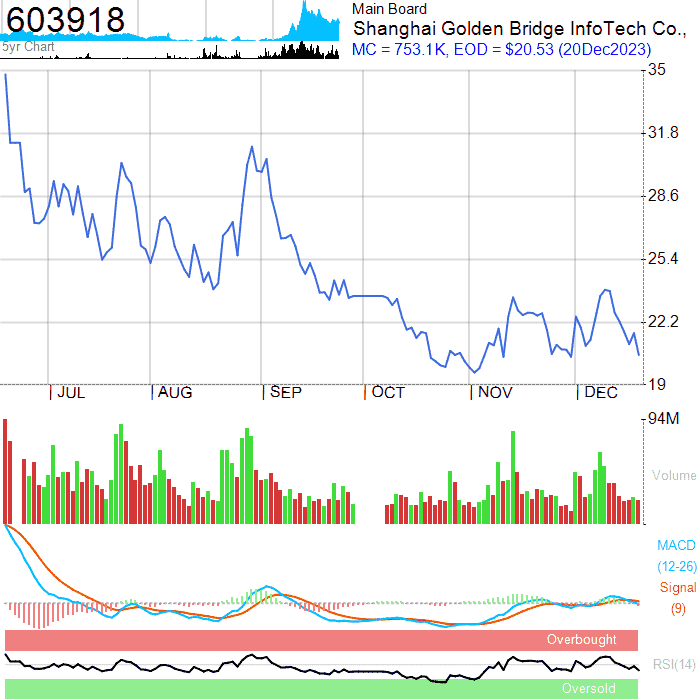 603918
5yr Chart
Main Board
Shanghai Golden Bridge InfoTech Co.,
MC = 753.1K, EOD = $20.53 (20Dec2023)
35
31.8
28.6
25.4
22.2
19
JUL AUG SEP OCT NOV DEC
94M
Volume
MACD
(12-26)
Signal
(9)
Overbought
RSI(14)
Oversold